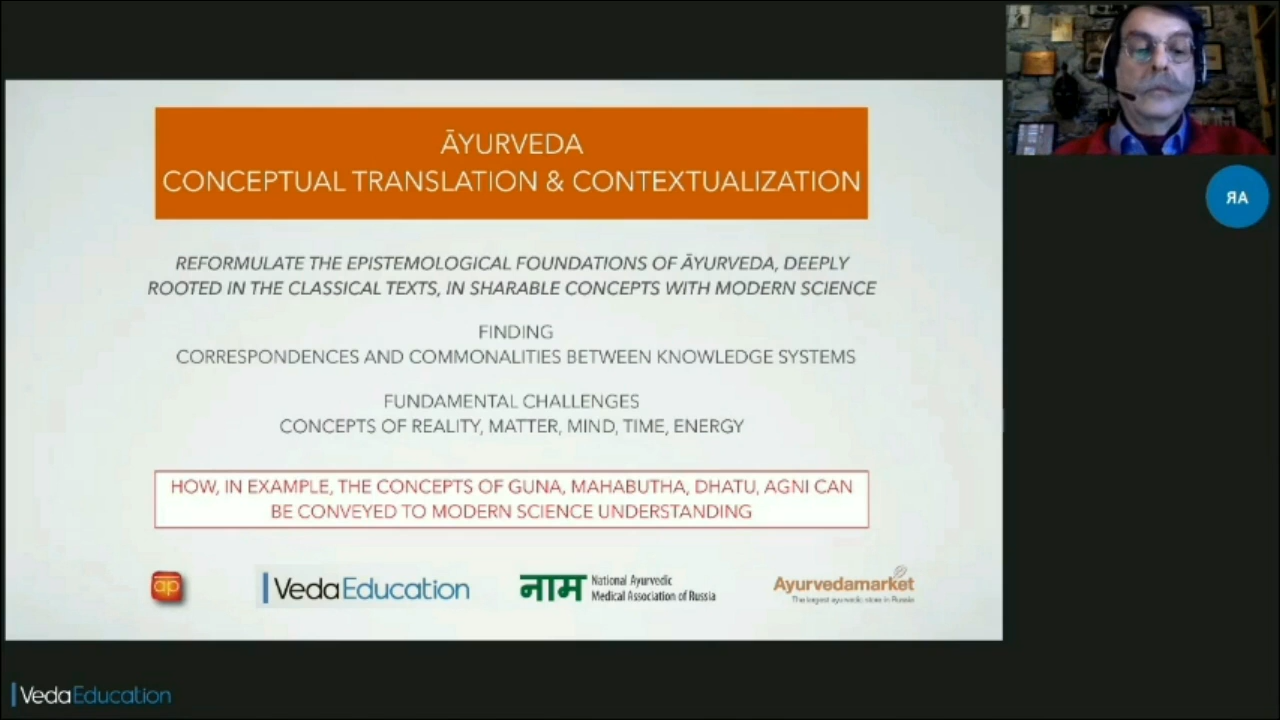 ĀYURVEDA
CONCEPTUAL TRANSLATION & CONTEXTUALIZATION
REFORMULATE THE EPISTEMOLOGICAL FOUNDATIONS OF ĀYURVEDA, DEEPLY
ROOTED IN THE CLASSICAL TEXTS, IN SHARABLE CONCEPTS WITH MODERN SCIENCE
FINDING
CORRESPONDENCES AND COMMONALITIES BETWEEN KNOWLEDGE SYSTEMS
FUNDAMENTAL CHALLENGES
CONCEPTS OF REALITY, MATTER, MIND, TIME, ENERGY
HOW, IN EXAMPLE, THE CONCEPTS OF GUNA, MAHABUTHA, DHATU, AGNI CAN
BE CONVEYED TO MODERN SCIENCE UNDERSTANDING
ap
VedaEducation
नाम
National Ayurvedic
Medical Association of Russia
Ayurvedamarket
The largest ayurvedic store in Russia
ЯА
VedaEducation